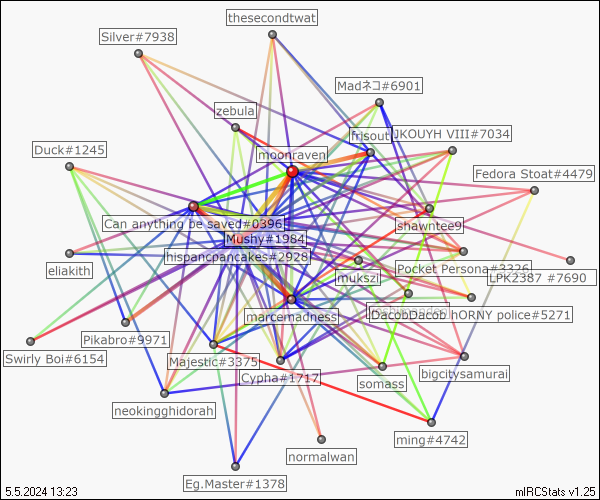 thesecondtwat
Silver#7938
Madネコ#6901
zebula
frisout
JKOUYH VIII#7034
Duck#1245
moonraven
Fedora Stoat#4479
Can anything be saved#0396
shawntee9
Mushy#1984
hispancpancakes#2928
eliakith
mukszil
Pocket Persona#3326
LPK2387 #7690
marcemadness
DacobDacob hORNY police#5271
Pikabro#9971
Swirly Boi#6154
Majestic#3375
Cypha#1717
somass
bigcitysamurai
neokingghidorah
ming#4742
normalwan
Eg.Master#1378
5.5.2024 13:23
mIRCStats v1.25